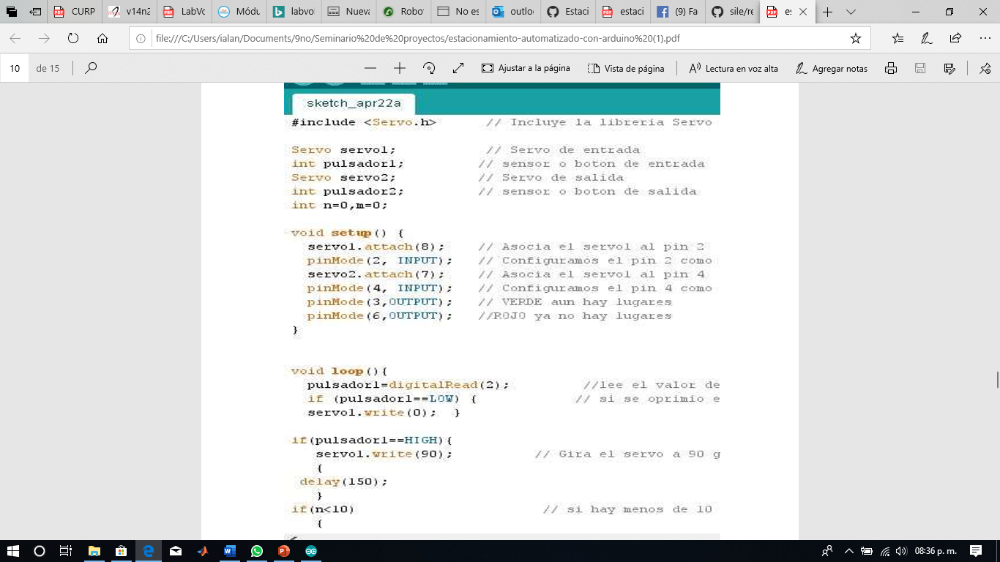 CURP
v14n2
LabVo
Módu
labvo
Nueva
Robo
No es
outloo
Estaci
estaci
(9) Fa
sile/re
es
file:///C:/Users/ialan/Documents/9no/Seminario%20de%20proyectos/estacionamiento-automatizado-con-arduino%20(1).pdf
10 de 15
Ajustar a la página
Vista de página
Lectura en voz alta
Agregar notas
sketch_apr22a
#include <Servo.h> // Incluye la libreria Servo
Servo servo1; // Servo de entrada
int pulsador1; // sensor o boton de entrada
Servo servo2; // Servo de salida
int pulsador2; // sensor o boton de salida
int n=0,m=0;
void setup() {
servo1.attach(8); // Asocia el servo1 al pin 2
pinMode(2, INPUT); // Configuramos el pin 2 como
servo2.attach(7); // Asocia el servo1 al pin 4
pinMode(4, INPUT); // Configuramos el pin 4 como
pinMode(3,OUTPUT); // VERDE aun hay lugares
pinMode(6,OUTPUT); //ROJO ya no hay lugares
}
void loop(){
pulsador1=digitalRead(2); //lee el valor de
if (pulsador1==LOW) { // si se oprimio e
servo1.write(0); }
if(pulsador1==HIGH){
servo1.write(90); // Gira el servo a 90 g
{
delay(150);
}
if(n<10) // si hay menos de 10
{
08:36 p. m.